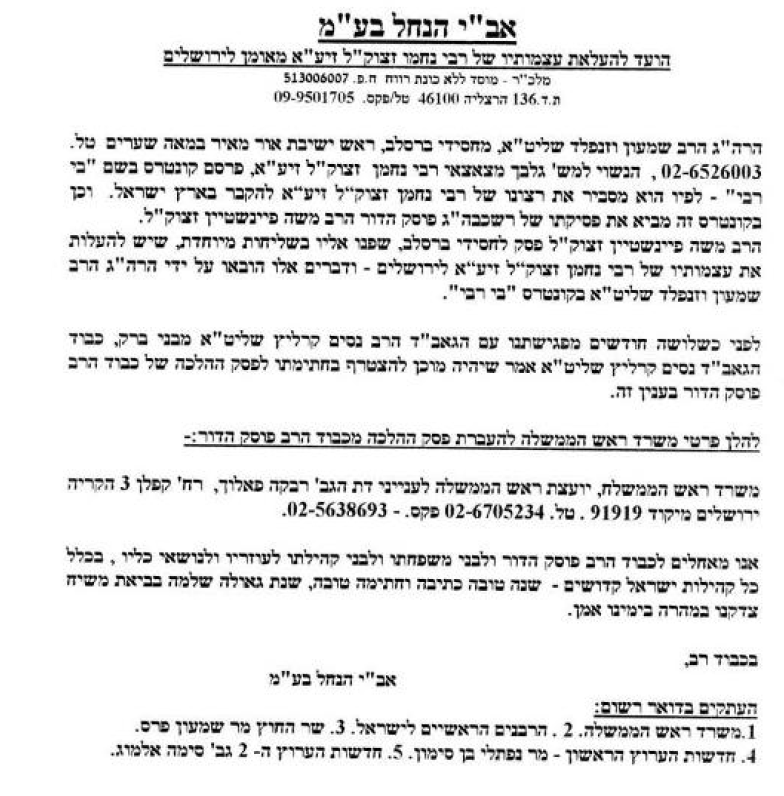 אב"י הנחל בע"מ
הועד להעלאת עצמותיו של רבי נחמן זצוק"ל זיע"א מאומן לירושלים
מלכ"ר - מוסד ללא כונת רווח ח.פ. 513006007
ת.ד.136 הרצליה 46100 טל/פקס. 09-9501705
הרה"ג הרב שמעון וזנפלד שליט"א, מחסידי ברסלב, ראש ישיבת אור מאיר במאה שערים טל.
02-6526003 , הנשוי למש' גלבך מצאצאי רבי נחמן זצוק"ל זיע"א, פרסם קונטרס בשם "בי
רבי" - לפיו הוא מסביר את רצינו של רבי נחמן זצוק"ל זיע"א להקבר בארץ ישראל. וכן
בקונטרס זה מביא את פסיקתו של רשכבה"ג פוסק הדור הרב משה פיינשטיין זצוק"ל.
הרב משה פיינשטיין זצוק"ל פסק לחסידי ברסלב, שפנו אליו בשליחות מיוחדת, שיש להעלות
את עצמותיו של רבי נחמן זצוק"ל זיע"א לירושלים - ודברים אלו הובאו על ידי הרה"ג הרב
שמעון וזנפלד שליט"א בקונטרס "בי רבי".
לפני כשלושה חודשים מפגישתנו עם הגאב"ד הרב נסים קרליץ שליט"א מבני ברק, כבוד
הגאב"ד נסים קרליץ שליט"א אמר שיהיה מוכן להצטרף בחתימתו לפסק ההלכה של כבוד הרב
פוסק הדור בענין זה.
להלן פרטי משרד ראש הממשלה להעברת פסק ההלכה מכבוד הרב פוסק הדור:-
משרד ראש הממשלח, יועצת ראש הממשלה לענייני דת הגב' רבקה פאלוך, רח' קפלן 3 הקריה
ירושלים מיקוד 91919 . טל. 02-6705234 פקס. - 02-5638693.
אנו מאחלים לכבוד הרב פוסק הדור ולבני משפחתו ולבני קהילתו לעוזריו ולנושאי כליו , בכלל
כל קהילות ישראל קדושים - שנה טובה כתיבה וחתימה טובה, שנת גאולה שלמה בביאת משיח
צדקנו במהרה בימינו אמן.
בכבוד רב,
אב"י הנחל בע"מ
העתקים בדואר רשום:
1.משרד ראש הממשלה. 2 . הרבנים הראשיים לישראל. 3. שר החוץ מר שמעון פרס.
4. חדשות הערוץ הראשון - מר נפתלי בן סימון. 5. חדשות הערוץ ה- 2 גב' סימה אלמוג.